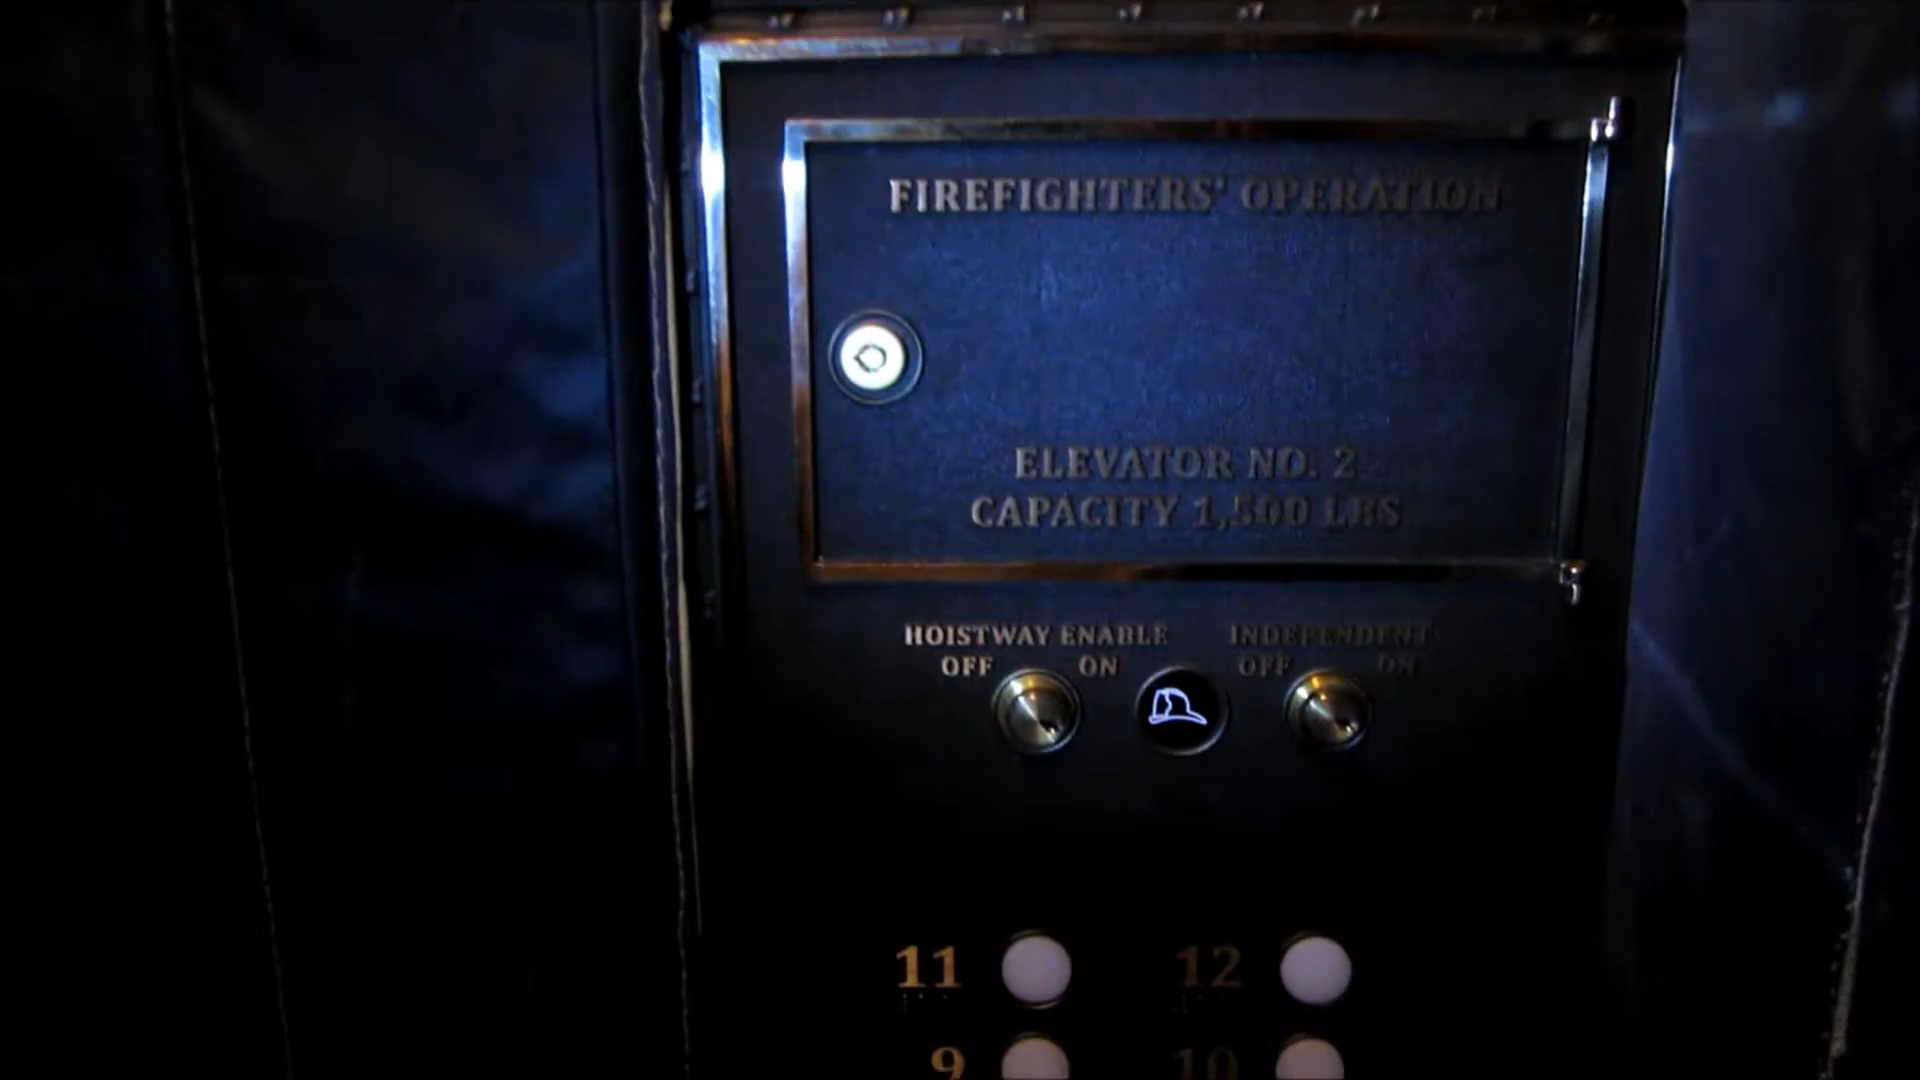 FIREFIGHTERS' OPERATION
ELEVATOR NO. 2
CAPACITY 1,500 LBS
HOISTWAY ENABLE INDEPENDENT
OFF ON OFF ON
11 12
9 10